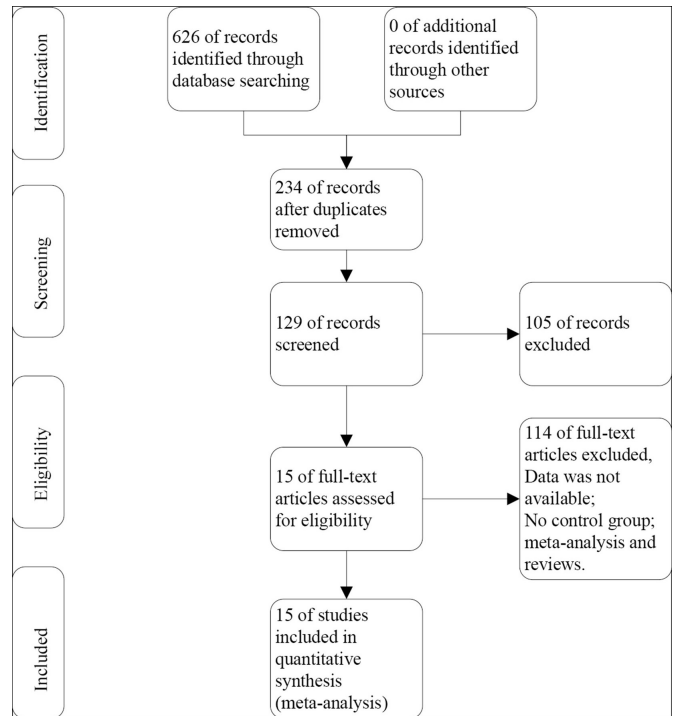 Identification
626 of records
identified through
database searching
0 of additional
records identified
through other
sources
Screening
234 of records
after duplicates
removed
129 of records
screened
105 of records
excluded
Eligibility
15 of full-text
articles assessed
for eligibility
114 of full-text
articles excluded,
Data was not
available;
No control group;
meta-analysis and
reviews.
Included
15 of studies
included in
quantitative
synthesis
(meta-analysis)